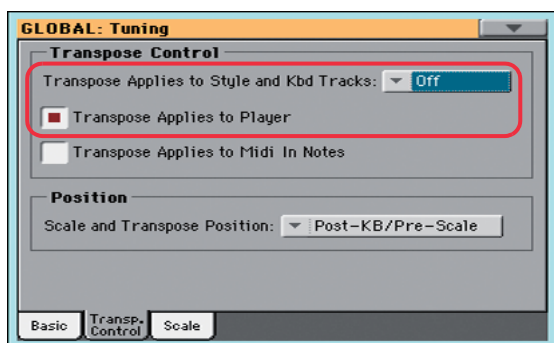 GLOBAL: Tuning
Transpose Control
Transpose Applies to Style and Kbd Tracks: Off
Transpose Applies to Player
Transpose Applies to Midi In Notes
Position
Scale and Transpose Position: Post-KB/Pre-Scale
Basic Transp. Control Scale